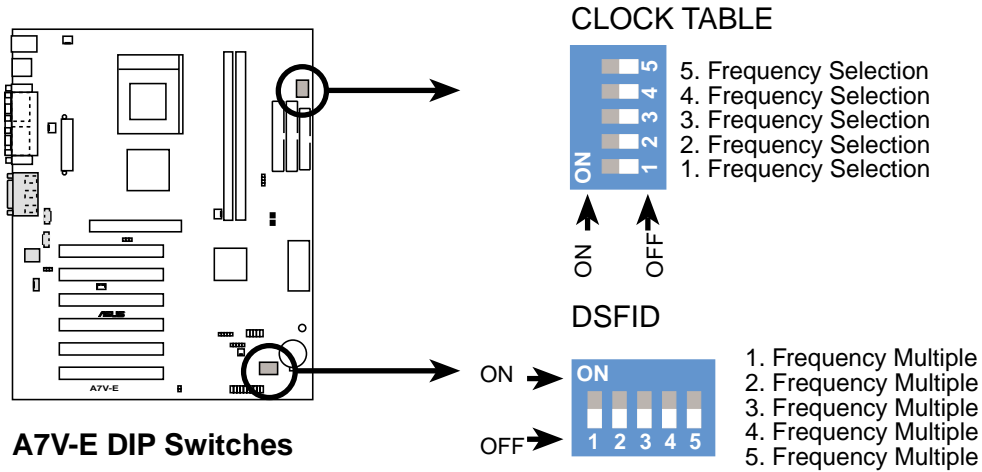 CLOCK TABLE
5
4
3
2
1
ON
5. Frequency Selection
4. Frequency Selection
3. Frequency Selection
2. Frequency Selection
1. Frequency Selection
ON
OFF
ASUS
A7V-E
A7V-E DIP Switches
DSFID
ON
OFF
ON
1 2 3 4 5
1. Frequency Multiple
2. Frequency Multiple
3. Frequency Multiple
4. Frequency Multiple
5. Frequency Multiple